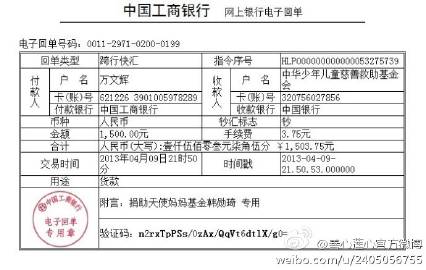 中国工商银行 网上银行电子回单
电子回单号码：0011-2971-0200-0199
回单类型 跨行快汇 指令序号 HLP00000000000053275739
付款人 户 名 万文辉 收款人 户 名 中华少年儿童慈善救助基金会
卡(账)号 621226 3901005978289 卡(账)号 320756027856
付款银行 中国工商银行 收款银行 中国银行
币种 人民币 钞汇标志 钞
金额 1,500.00元 手续费 3.75元
合计 人民币(大写):壹仟伍佰零叁元柒角伍分 ￥1,503.75元
交易时间 2013年04月09日21时50分 时间戳 2013-04-09-21.50.53.000000
用途 货款
中国工商银行
电子回单
专用章
附言：捐助天使妈妈基金韩励琦 专用
验证码：n2rxTpPSs/0zAx/QqVt6dtlX/g0=
weibo.com/u/2405056755